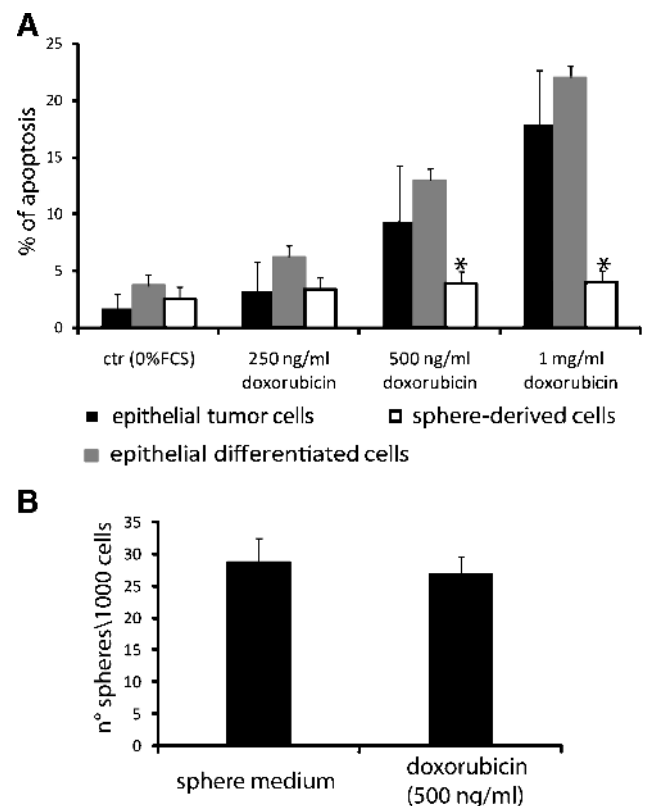 A
25
20
15
10
5
0
% of apoptosis
* *
ctr (0%FCS) 250 ng/ml 500 ng/ml 1 mg/ml
doxorubicin doxorubicin doxorubicin
epithelial tumor cells sphere-derived cells
epithelial differentiated cells
B
35
30
25
20
15
10
5
0
n° spheres\1000 cells
sphere medium doxorubicin
(500 ng/ml)